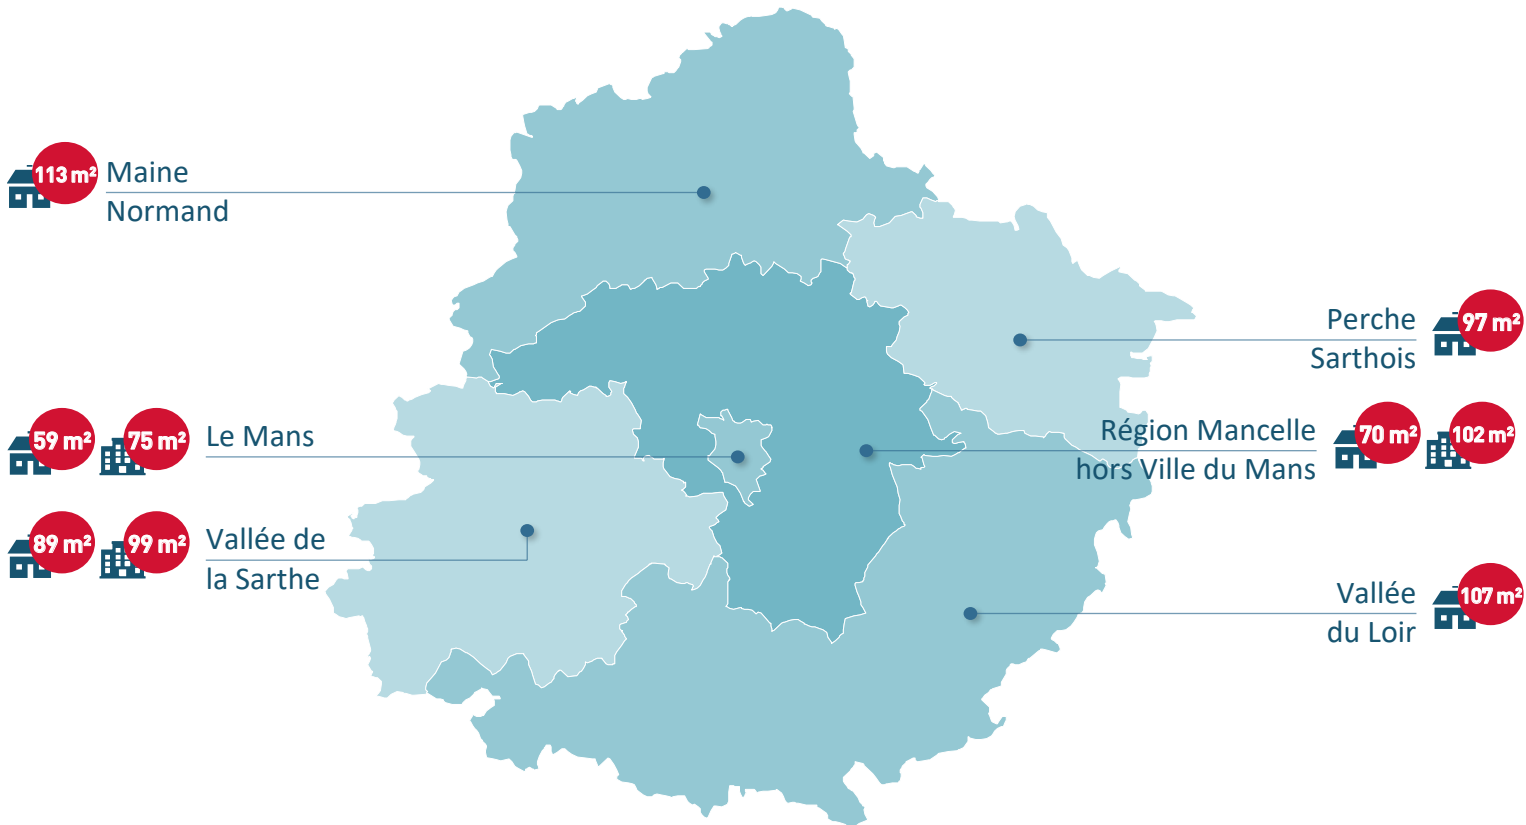 113 m²
Maine
Normand
Perche
Sarthois
97 m²
59 m²
75 m²
Le Mans
Région Mancelle
hors Ville du Mans
70 m²
102 m²
89 m²
99 m²
Vallée de
la Sarthe
Vallée
du Loir
107 m²